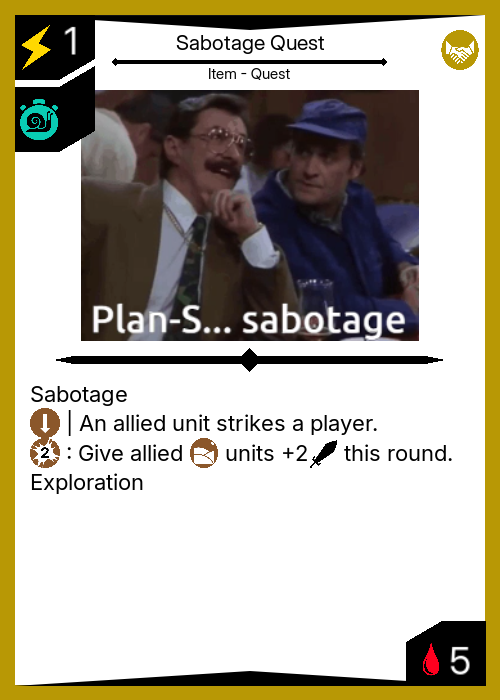 1
Sabotage Quest
Item - Quest
Plan-S... sabotage
Sabotage
| An allied unit strikes a player.
2 : Give allied units +2 this round.
Exploration
5